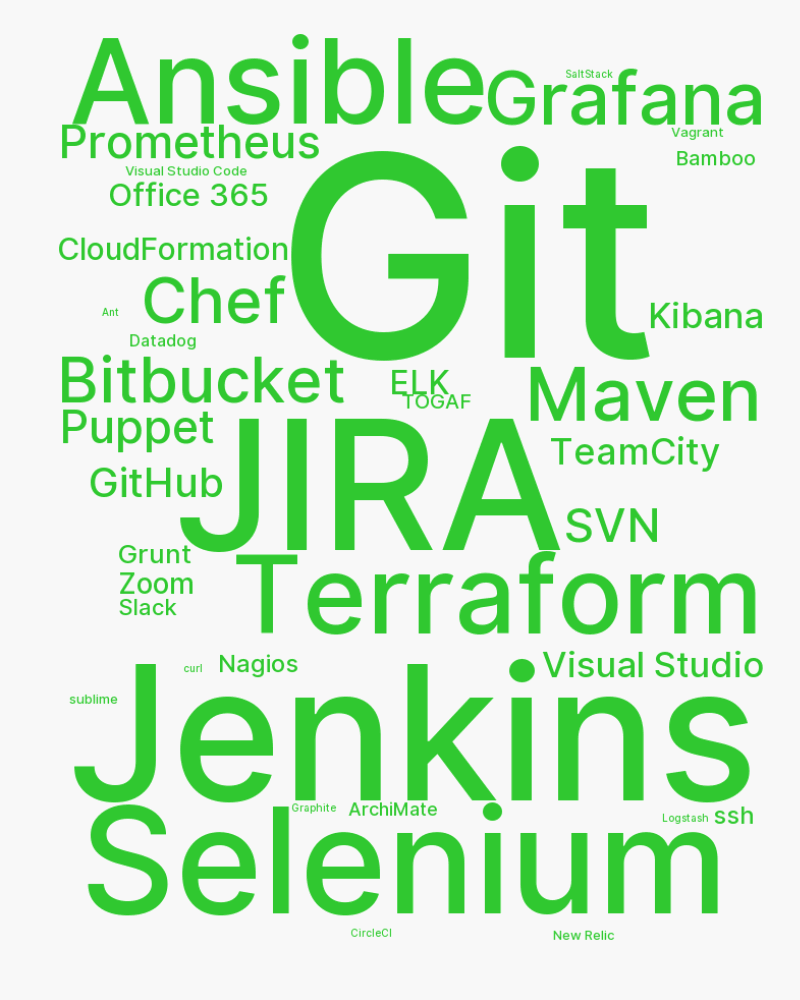 Ansible
SaltStack
Grafana
Prometheus
Vagrant
Bamboo
Visual Studio Code
Office 365
Git
CloudFormation
Chef
Ant
Kibana
Datadog
Bitbucket
ELK
TOGAF
Maven
Puppet
JIRA
TeamCity
GitHub
SVN
Grunt
Zoom
Slack
Terraform
curl
Nagios
Visual Studio
sublime
Jenkins
Graphite
ArchiMate
Logstash
ssh
Selenium
CircleCI
New Relic